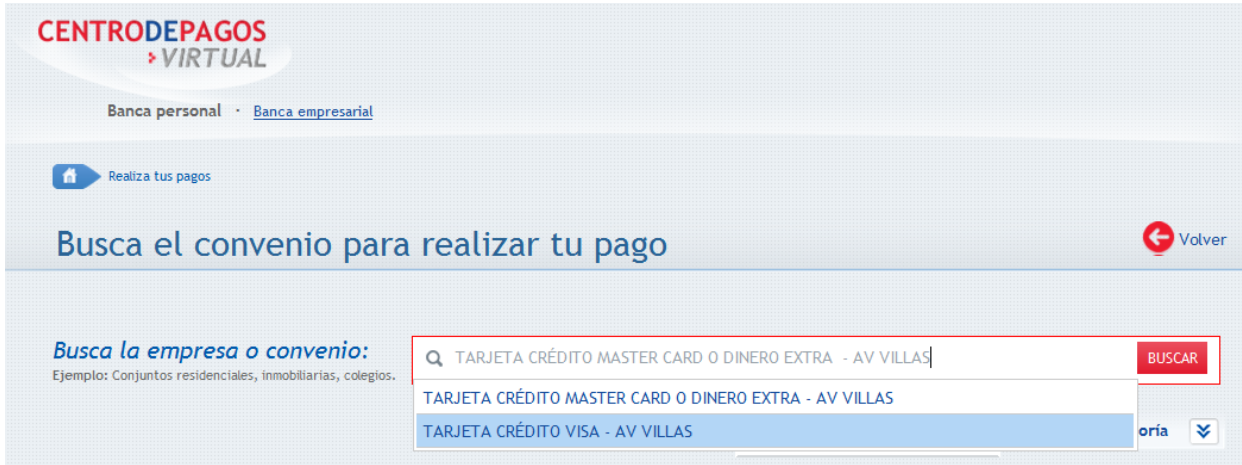 CENTRODEPAGOS
VIRTUAL
Banca personal · Banca empresarial
Realiza tus pagos
Busca el convenio para realizar tu pago
Volver
Busca la empresa o convenio:
Ejemplo: Conjuntos residenciales, inmobiliarias, colegios.
TARJETA CRÉDITO MASTER CARD O DINERO EXTRA - AV VILLAS
BUSCAR
TARJETA CRÉDITO MASTER CARD O DINERO EXTRA - AV VILLAS
TARJETA CRÉDITO VISA - AV VILLAS
oría